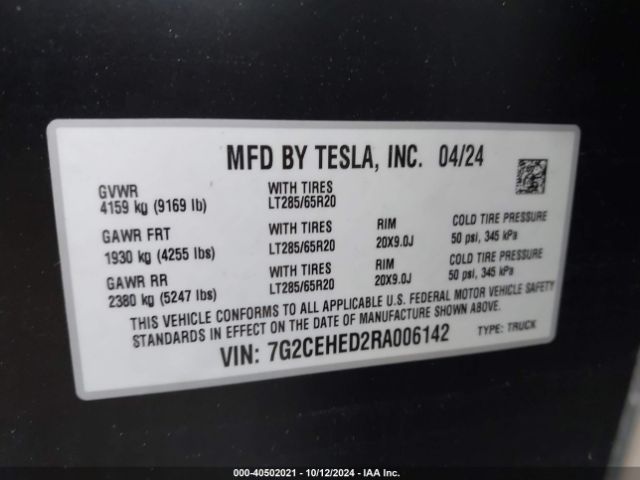 MFD BY TESLA, INC. 04/24
GVWR WITH TIRES
4159 kg (9169 lb) LT285/65R20
GAWR FRT WITH TIRES RIM COLD TIRE PRESSURE
1930 kg (4255 lbs) LT285/65R20 20X9.0J 50 psi, 345 kPa
GAWR RR WITH TIRES RIM COLD TIRE PRESSURE
2380 kg (5247 lbs) LT285/65R20 20X9.0J 50 psi, 345 kPa
THIS VEHICLE CONFORMS TO ALL APPLICABLE U.S. FEDERAL MOTOR VEHICLE SAFETY
STANDARDS IN EFFECT ON THE DATE OF MANUFACTURE SHOWN ABOVE.
VIN: 7G2CEHED2RA006142 TYPE: TRUCK
000-40502021 - 10/12/2024 - IAA Inc.